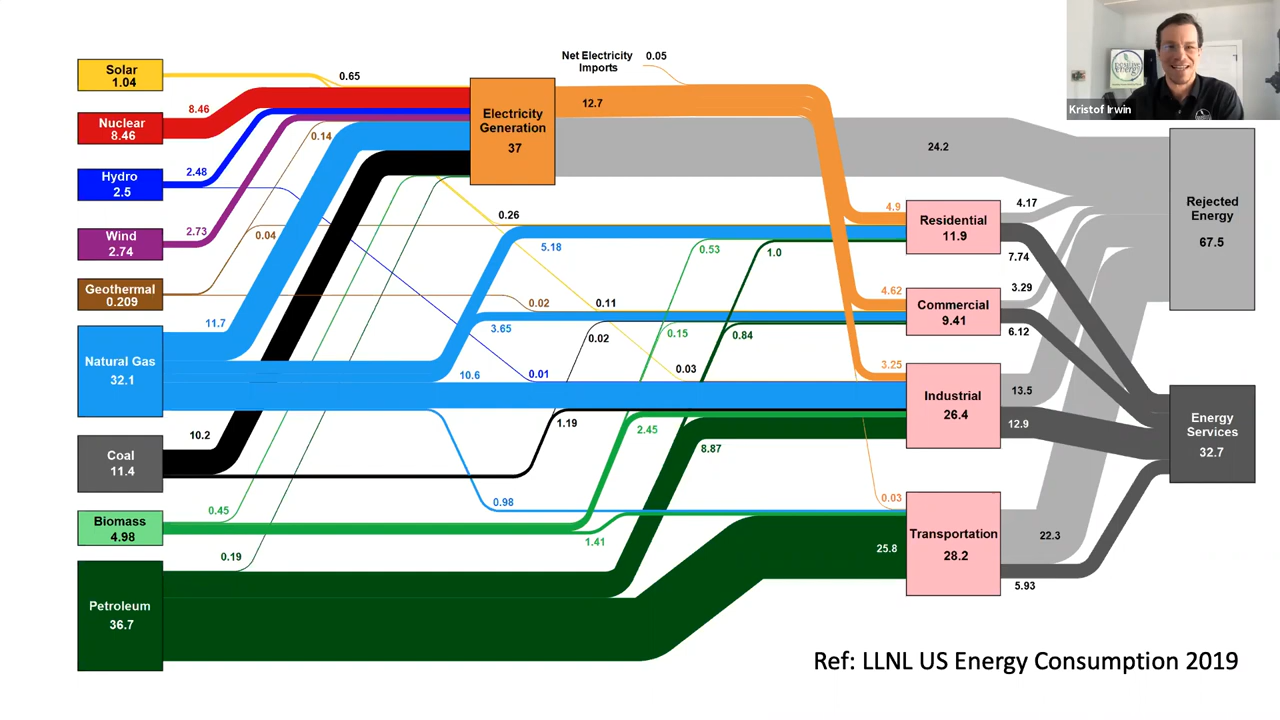 Net Electricity
Imports
0.05
Solar
1.04
0.65
Nuclear
8.46
8.46
0.14
Hydro
2.5
2.48
Wind
2.74
2.73
0.04
Geothermal
0.209
Natural Gas
32.1
11.7
Coal
11.4
10.2
Biomass
4.98
0.45
Petroleum
36.7
0.19
Electricity
Generation
37
12.7
24.2
0.26
5.18
0.53
1.0
0.02
0.11
3.65
0.02
0.15
0.84
10.6
0.01
0.03
1.19
2.45
8.87
0.98
1.41
25.8
4.9
4.62
3.25
0.03
Residential
11.9
4.17
7.74
Commercial
9.41
3.29
6.12
Industrial
26.4
13.5
12.9
Transportation
28.2
22.3
5.93
Rejected
Energy
67.5
Energy
Services
32.7
positive
energy
Kristof Irwin
Ref: LLNL US Energy Consumption 2019